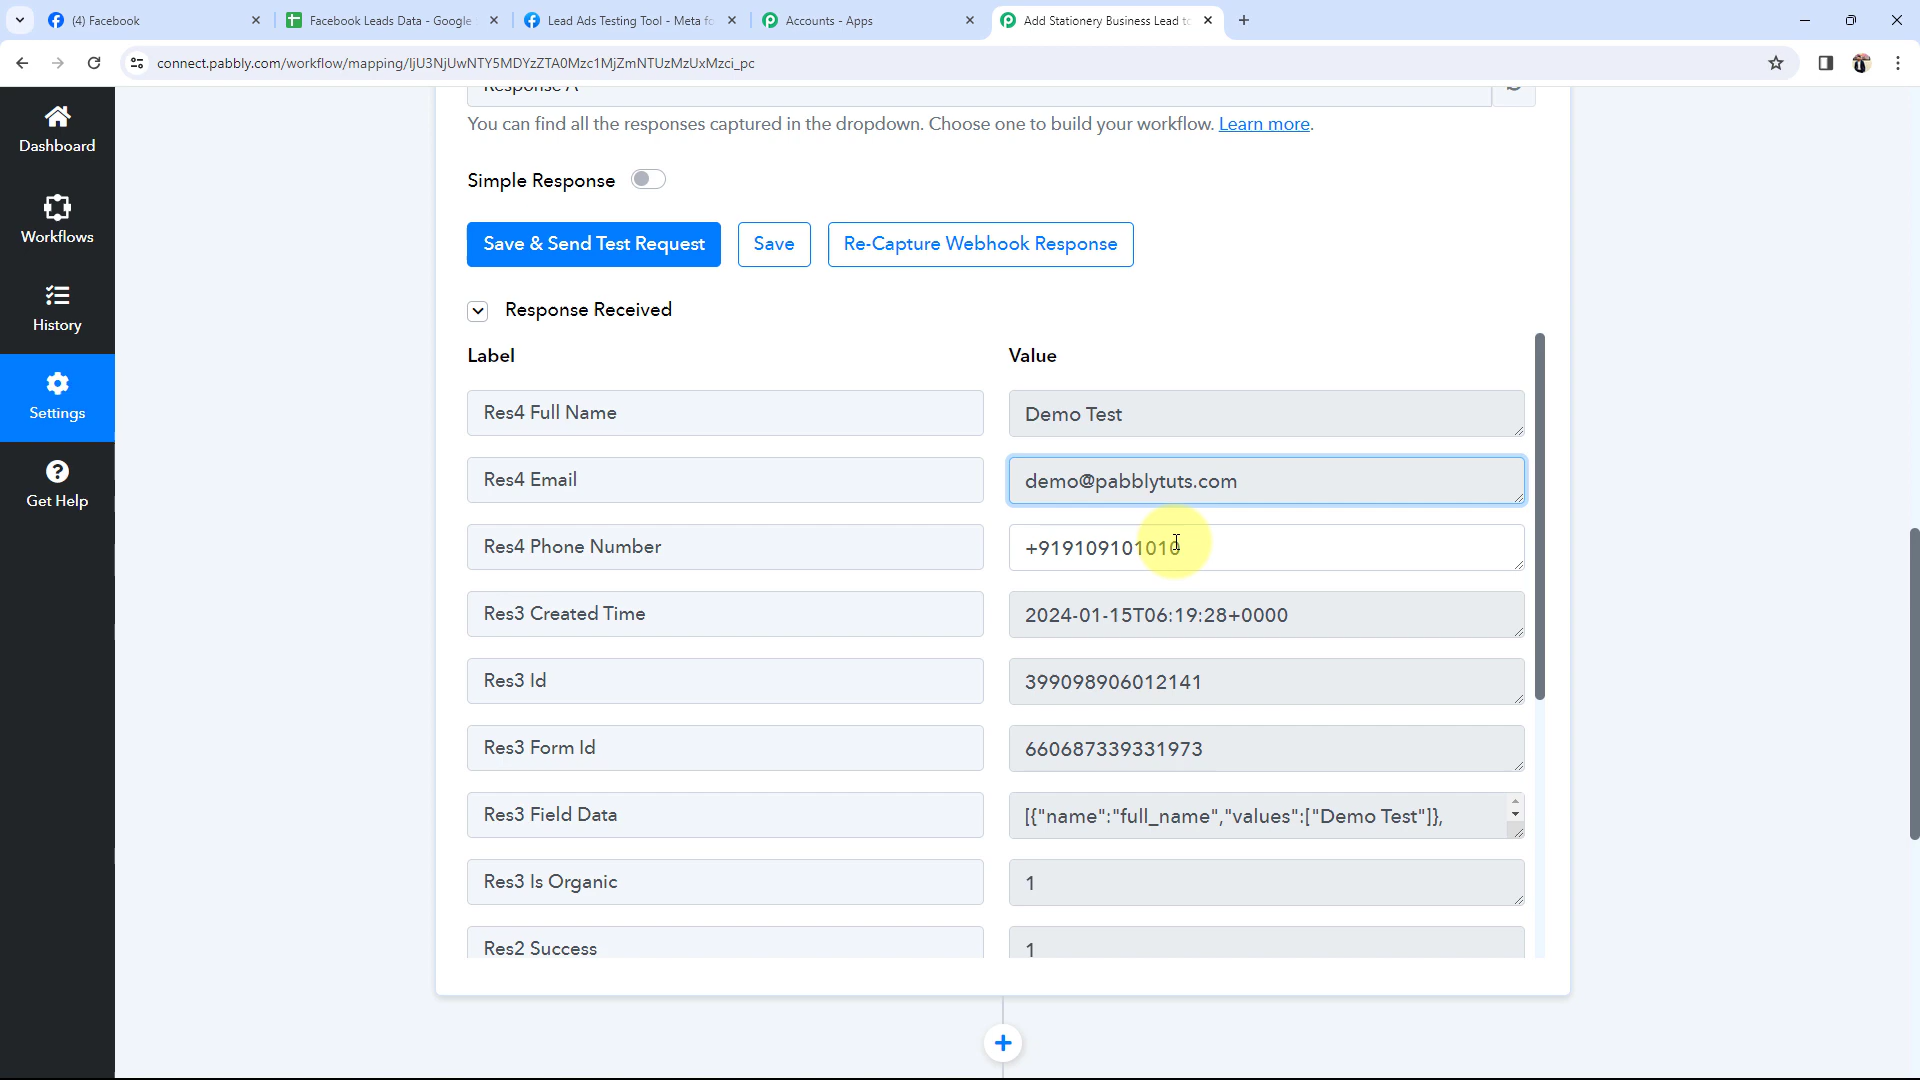 (4) Facebook
Facebook Leads Data - Google
Lead Ads Testing Tool - Meta fo
Accounts - Apps
Add Stationery Business Lead to
connect.pabbly.com/workflow/mapping/IjU3NjUwNTY5MDYzZTA0Mzc1MjZmNTUzMzUxMzci_pc
Dashboard
Workflows
History
Settings
Get Help
Response A
You can find all the responses captured in the dropdown. Choose one to build your workflow. Learn more.
Simple Response
Save & Send Test Request
Save
Re-Capture Webhook Response
Response Received
Label
Value
Res4 Full Name
Demo Test
Res4 Email
demo@pabblytuts.com
Res4 Phone Number
+919109101010
Res3 Created Time
2024-01-15T06:19:28+0000
Res3 Id
399098906012141
Res3 Form Id
660687339331973
Res3 Field Data
[{"name":"full_name","values":["Demo Test"]},
Res3 Is Organic
1
Res2 Success
1